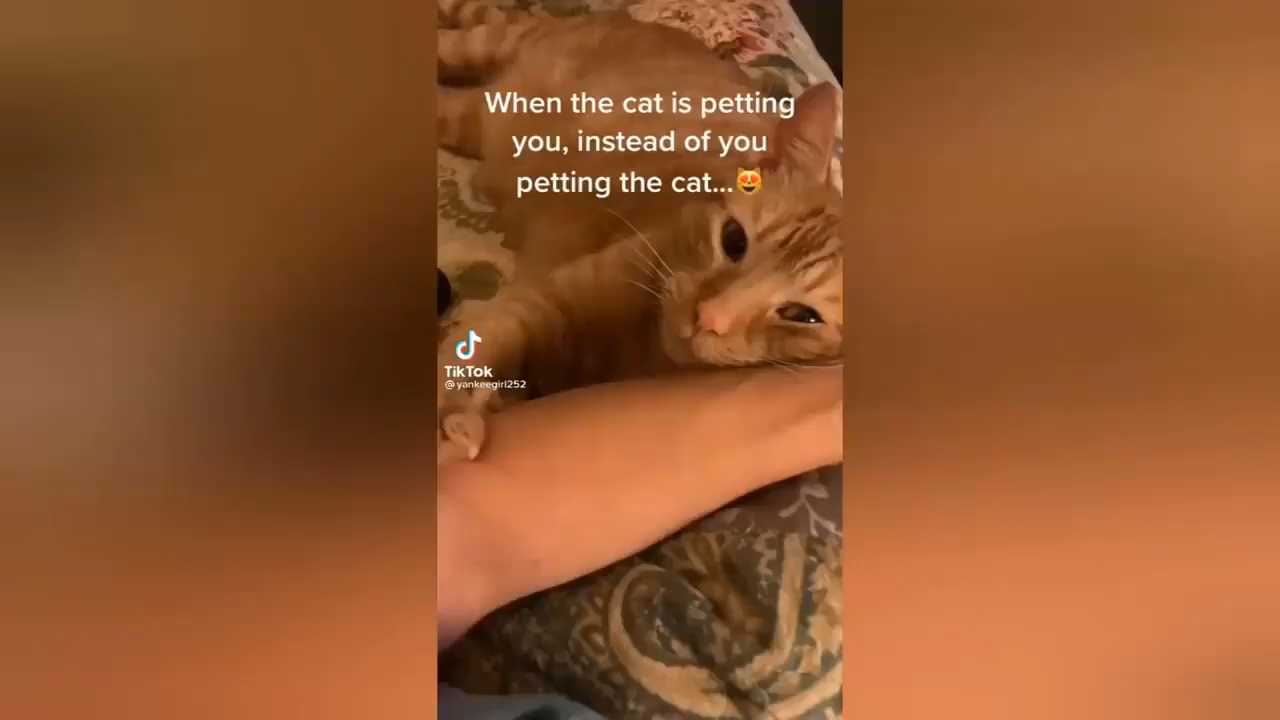 When the cat is petting
you, instead of you
petting the cat...😻
TikTok
@yankeegirl252